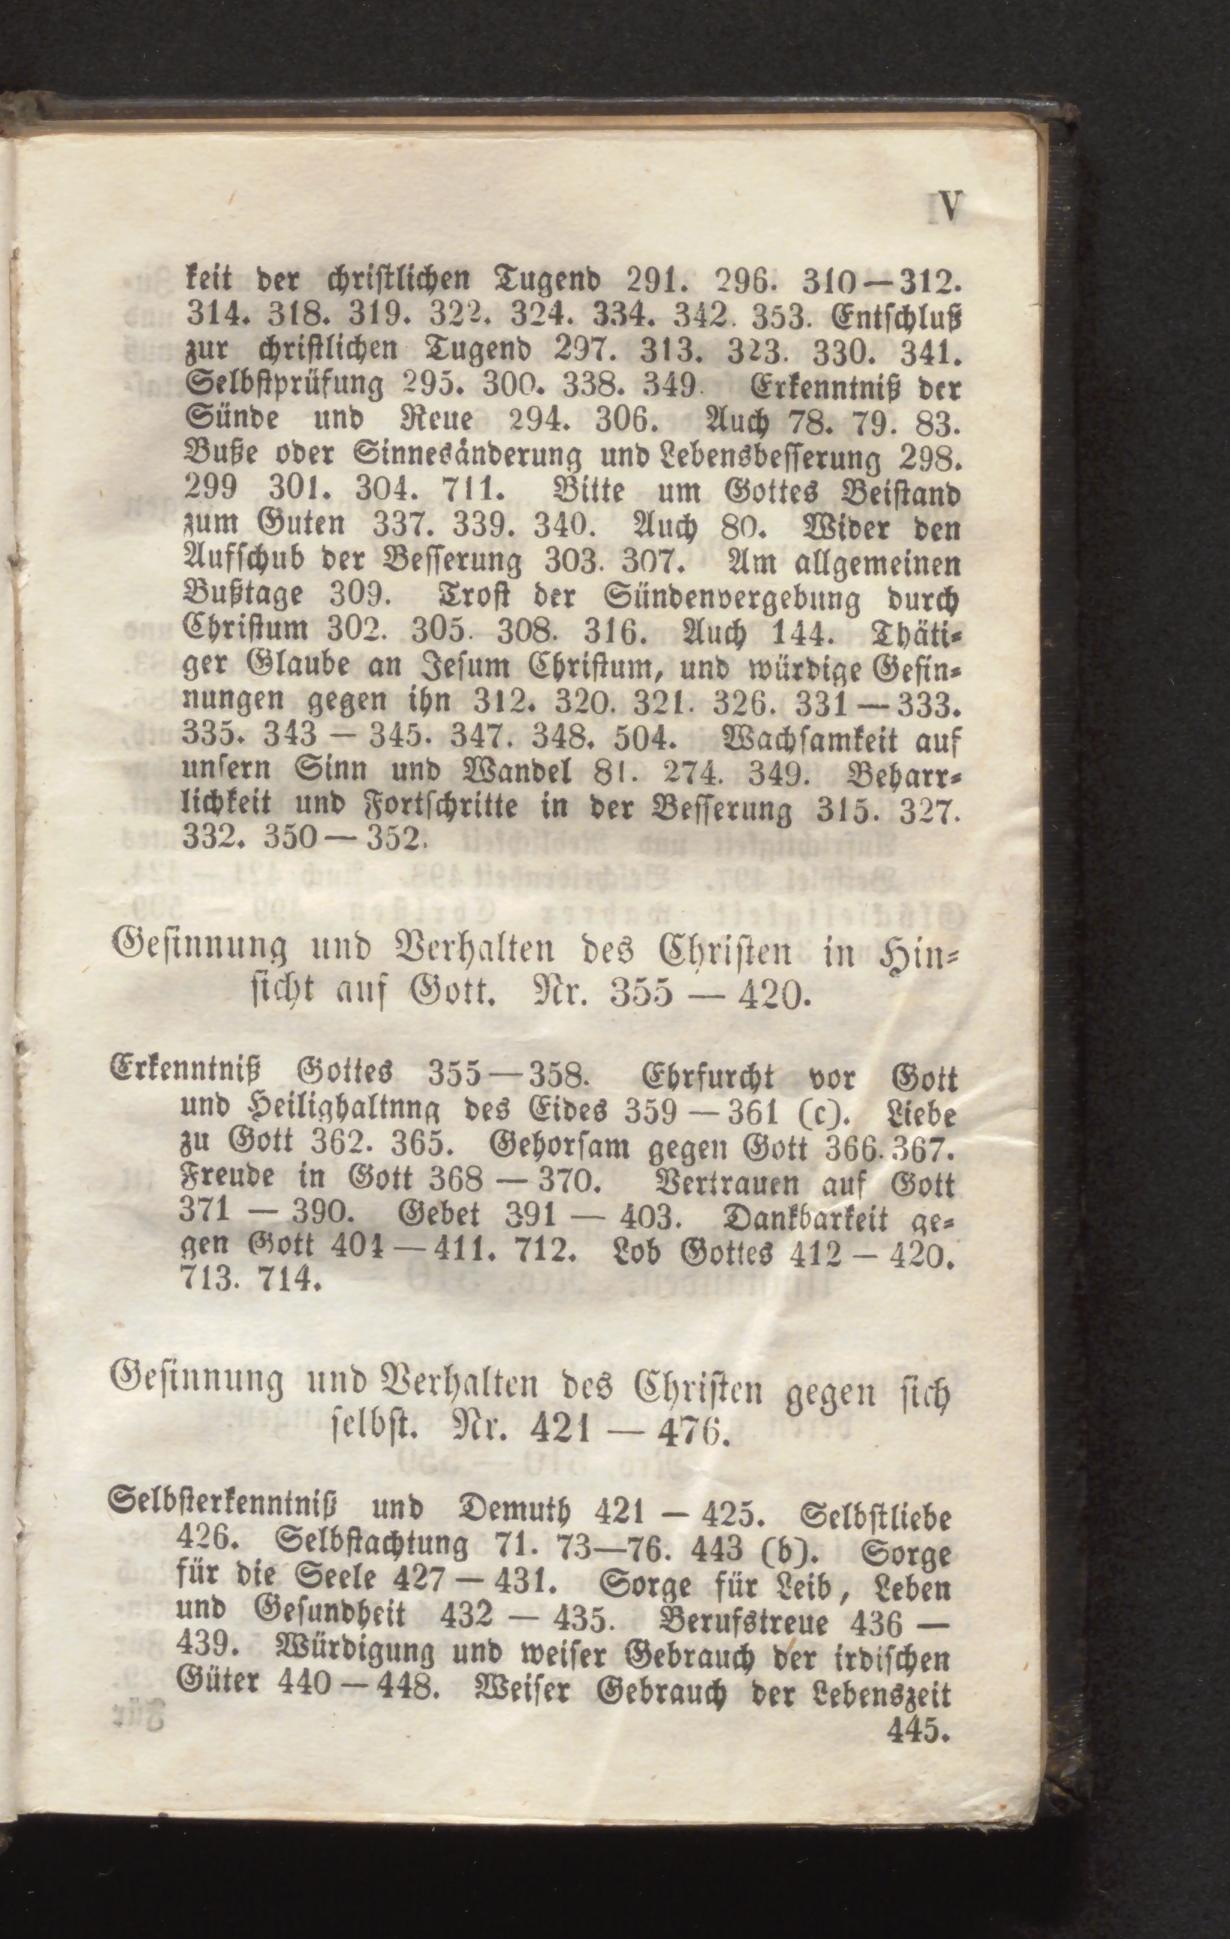 V
keit der christlichen Tugend 291. 296. 310—312.
314. 318. 319. 322. 324. 334. 342. 353. Entschluß
zur christlichen Tugend 297. 313. 323. 330. 341.
Selbstprüfung 295. 300. 338. 349. Erkenntniß der
Sünde und Reue 294. 306. Auch 78. 79. 83.
Buße oder Sinnesänderung und Lebensbesserung 298.
299 301. 304. 711. Bitte um Gottes Beistand
zum Guten 337. 339. 340. Auch 80. Wider den
Aufschub der Besserung 303. 307. Am allgemeinen
Bußtage 309. Trost der Sündenvergebung durch
Christum 302. 305. 308. 316. Auch 144. Thäti-
ger Glaube an Jesum Christum, und würdige Gesin-
nungen gegen ihn 312. 320. 321. 326. 331—333.
335. 343 — 345. 347. 348. 504. Wachsamkeit auf
unsern Sinn und Wandel 81. 274. 349. Beharr-
lichkeit und Fortschritte in der Besserung 315. 327.
332. 350—352.
Gesinnung und Verhalten des Christen in Hin-
sicht auf Gott. Nr. 355 — 420.
Erkenntniß Gottes 355—358. Ehrfurcht vor Gott
und Heilighaltnng des Eides 359 — 361 (c). Liebe
zu Gott 362. 365. Gehorsam gegen Gott 366. 367.
Freude in Gott 368 — 370. Vertrauen auf Gott
371 — 390. Gebet 391 — 403. Dankbarkeit ge-
gen Gott 404—411. 712. Lob Gottes 412 — 420.
713. 714.
Gesinnung und Verhalten des Christen gegen sich
selbst. Nr. 421 — 476.
Selbsterkenntniß und Demuth 421 — 425. Selbstliebe
426. Selbstachtung 71. 73—76. 443 (b). Sorge
für die Seele 427 — 431. Sorge für Leib, Leben
und Gesundheit 432 — 435. Berufstreue 436 —
439. Würdigung und weiser Gebrauch der irdischen
Güter 440 — 448. Weiser Gebrauch der Lebenszeit
445.